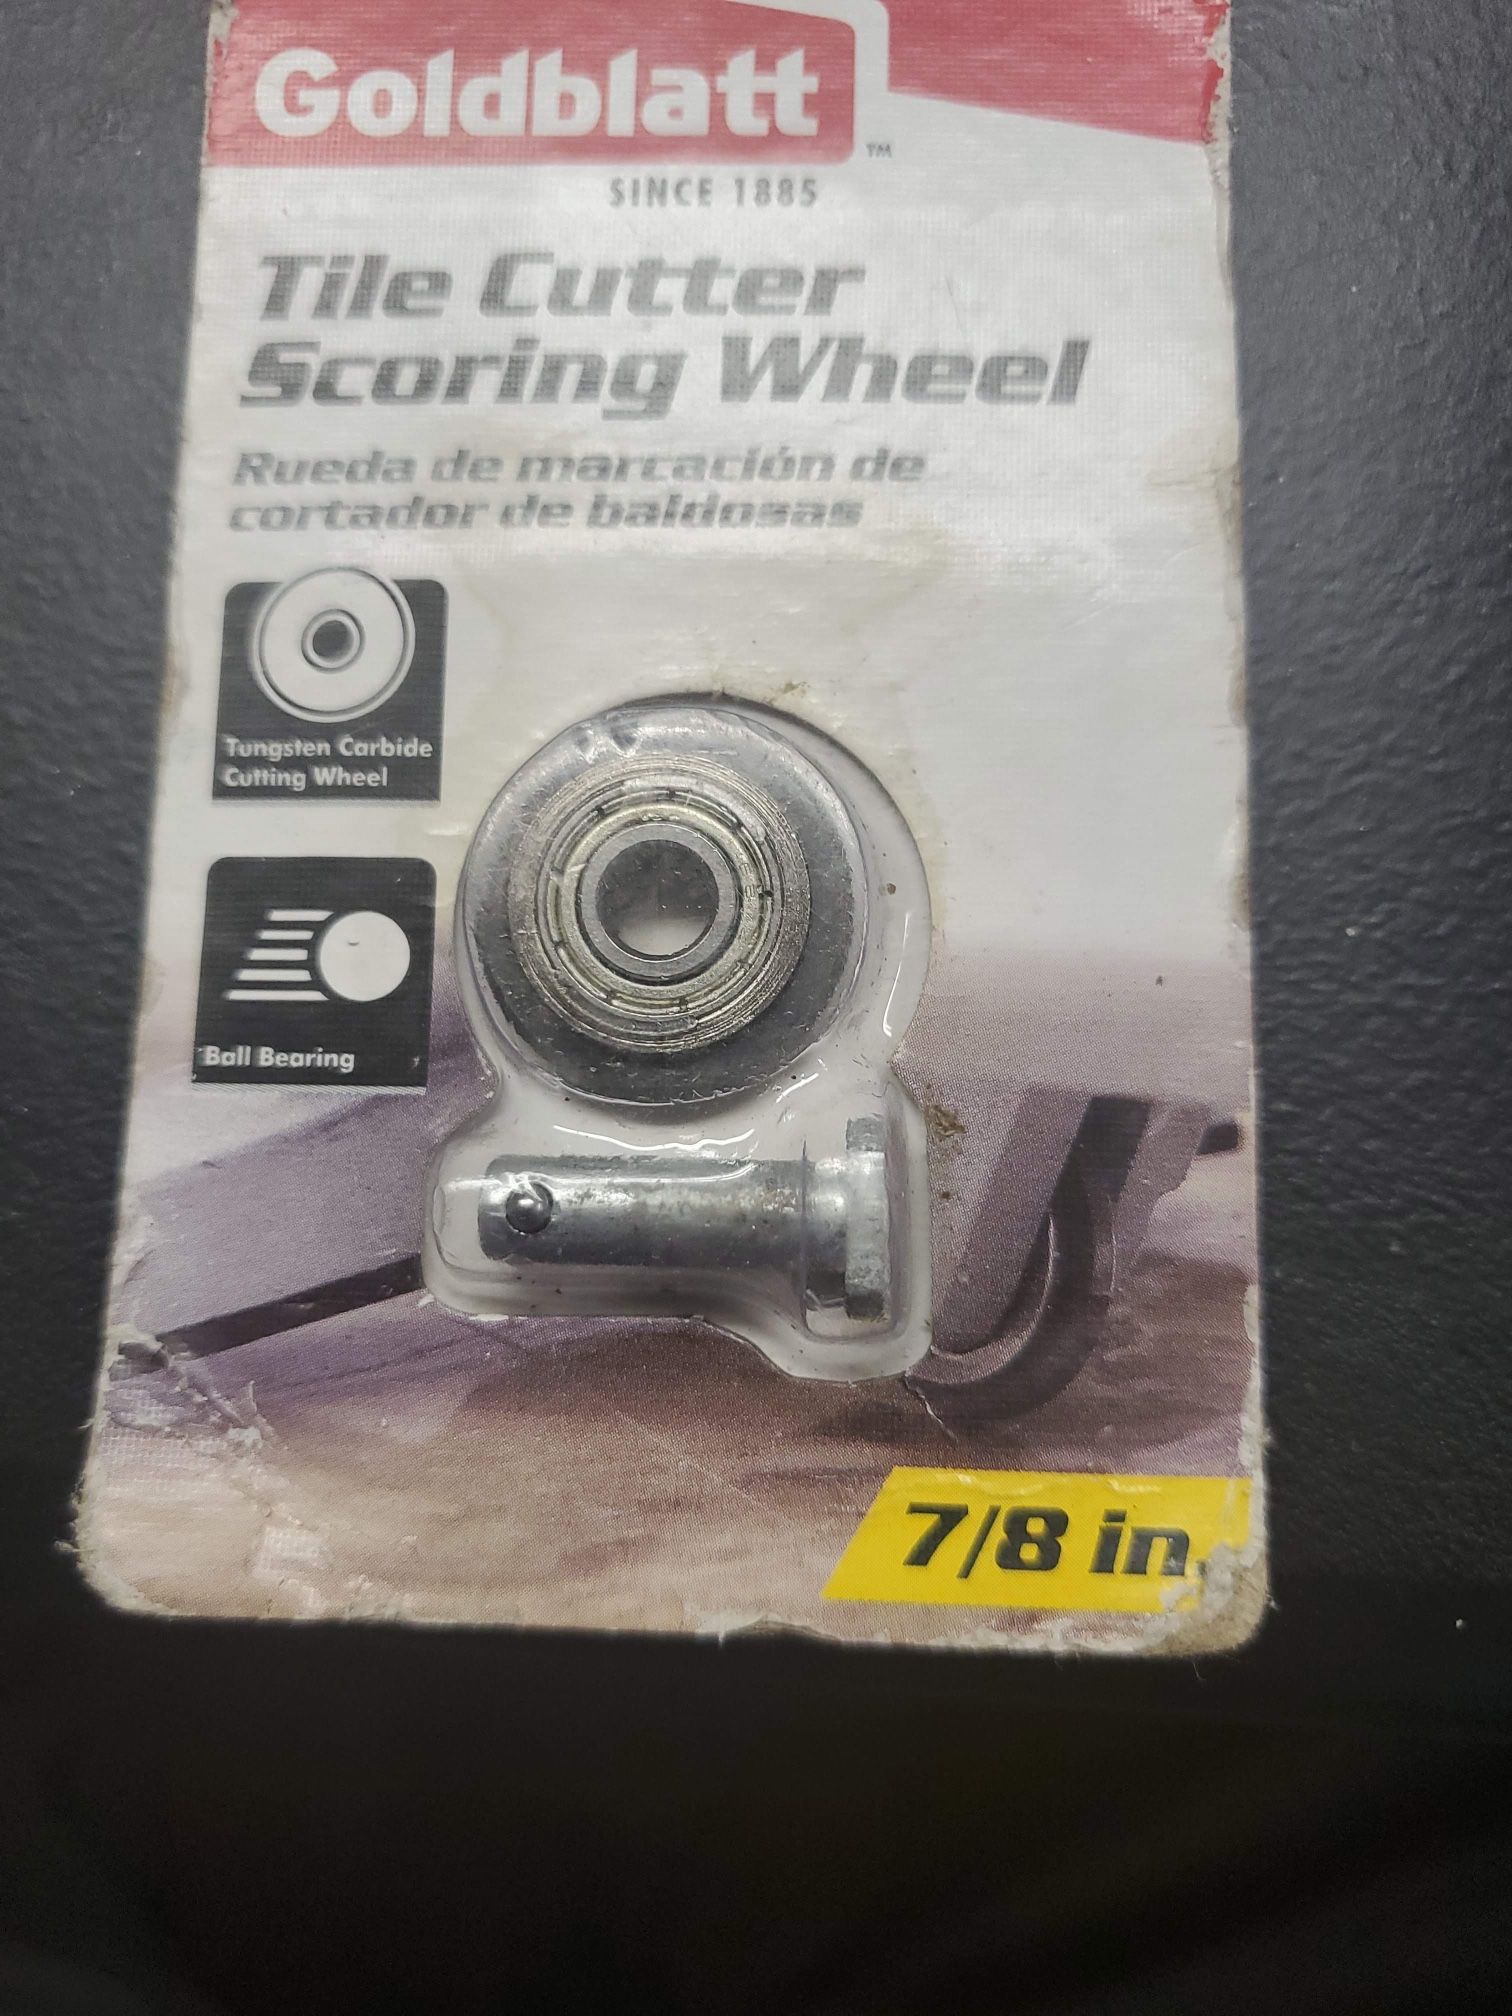 Goldblatt
™
SINCE 1885
Tile Cutter
Scoring Wheel
Rueda de marcación de
cortador de baldosas
Tungsten Carbide
Cutting Wheel
Ball Bearing
7/8 in.